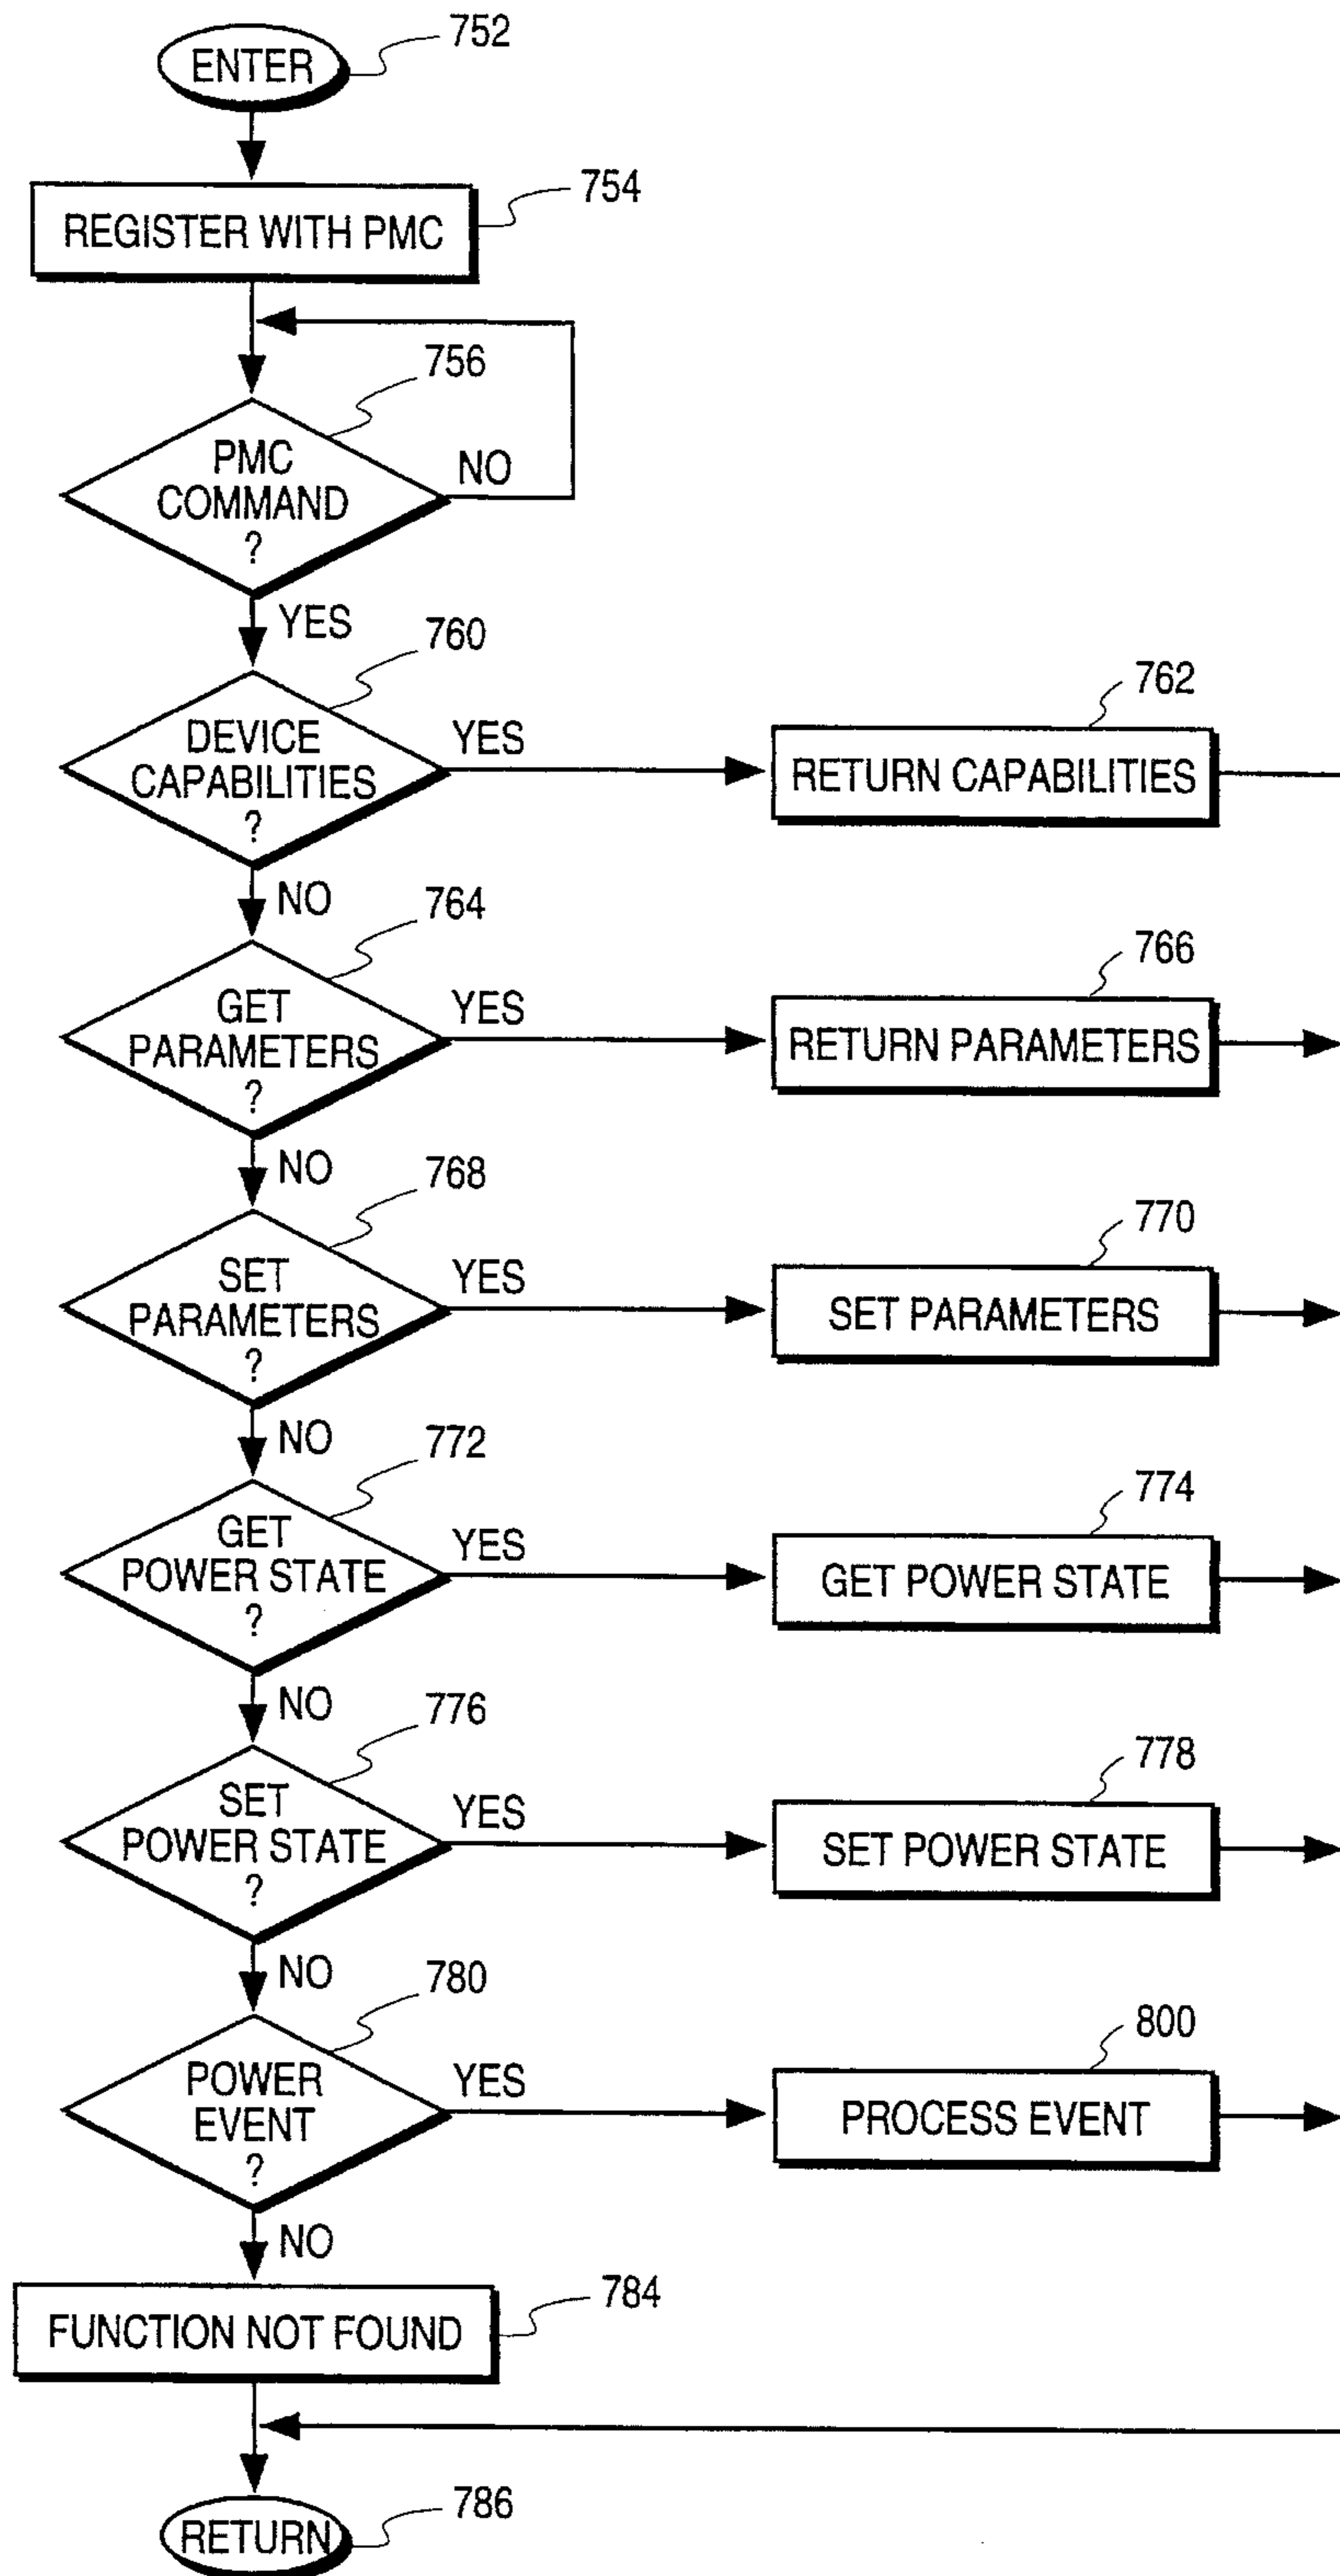 ENTER
752
REGISTER WITH PMC
754
756
PMC
COMMAND
?
NO
YES
760
DEVICE
CAPABILITIES
?
YES
762
RETURN CAPABILITIES
NO
764
GET
PARAMETERS
?
YES
766
RETURN PARAMETERS
NO
768
SET
PARAMETERS
?
YES
770
SET PARAMETERS
NO
772
GET
POWER STATE
?
YES
774
GET POWER STATE
NO
776
SET
POWER STATE
?
YES
778
SET POWER STATE
NO
780
POWER
EVENT
?
YES
800
PROCESS EVENT
NO
784
FUNCTION NOT FOUND
RETURN
786